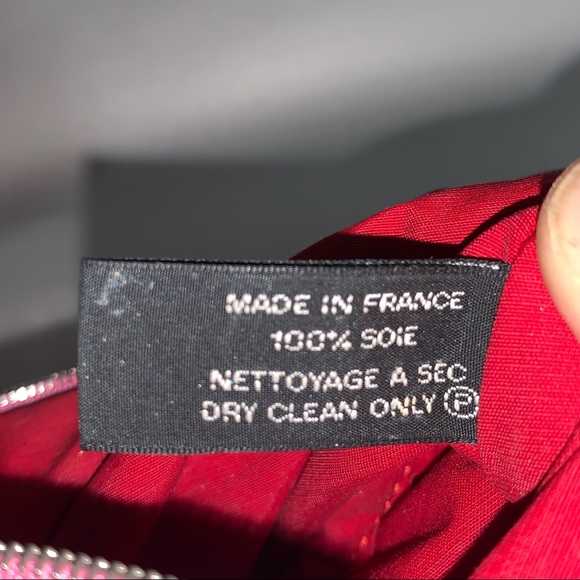 MADE IN FRANCE
100% SOIE
NETTOYAGE A SEC
DRY CLEAN ONLY Ⓟ